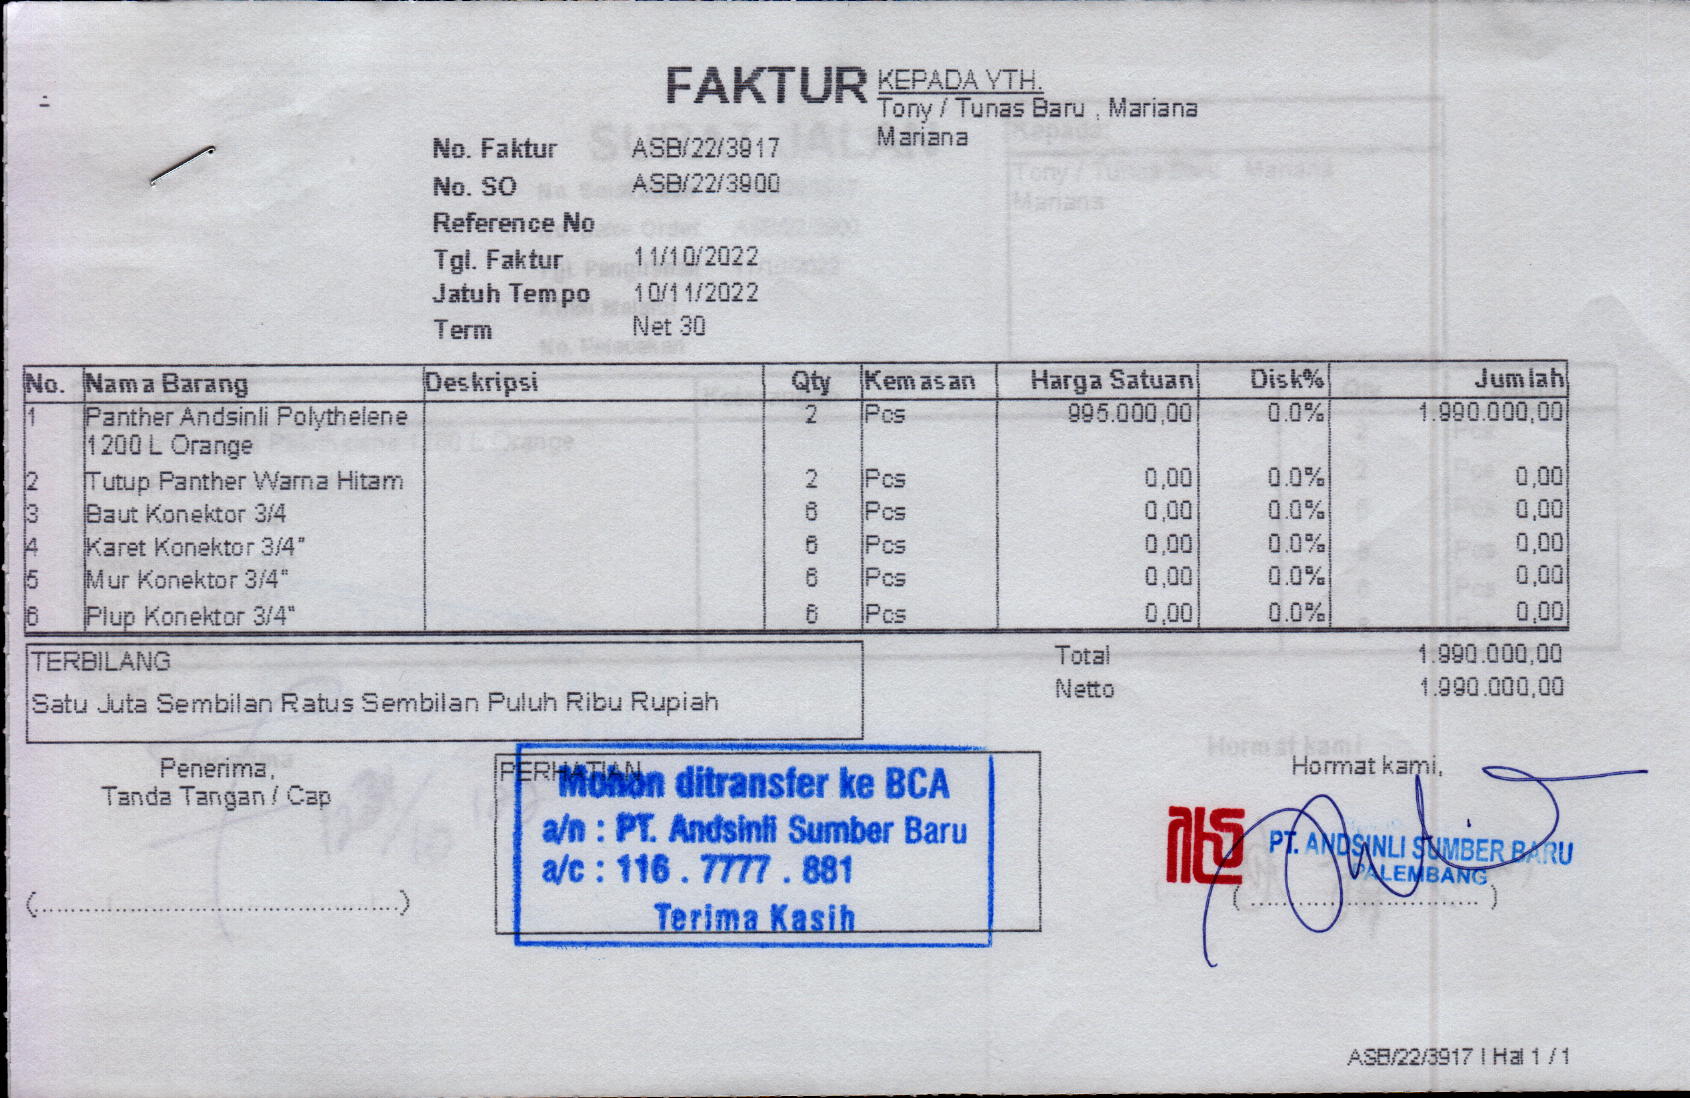 FAKTUR
KEPADA YTH.
Tony / Tunas Baru , Mariana
Mariana
No. Faktur ASB/22/3917
No. SO ASB/22/3900
Reference No
Tgl. Faktur 11/10/2022
Jatuh Tempo 10/11/2022
Term Net 30
No. Nama Barang Deskripsi Qty Kemasan Harga Satuan Disk% Jumlah
1 Panther Andsinli Polythelene 2 Pcs 995.000,00 0.0% 1.990.000,00
1200 L Orange
2 Tutup Panther Warna Hitam 2 Pcs 0,00 0.0% 0,00
3 Baut Konektor 3/4 6 Pcs 0,00 0.0% 0,00
4 Karet Konektor 3/4" 6 Pcs 0,00 0.0% 0,00
5 Mur Konektor 3/4" 6 Pcs 0,00 0.0% 0,00
6 Plup Konektor 3/4" 6 Pcs 0,00 0.0% 0,00
TERBILANG
Satu Juta Sembilan Ratus Sembilan Puluh Ribu Rupiah
Total 1.990.000,00
Netto 1.990.000,00
Penerima,
Tanda Tangan / Cap
(..................................................)
PERHATIAN
Mohon ditransfer ke BCA
a/n : PT. Andsinli Sumber Baru
a/c : 116 . 7777 . 881
Terima Kasih
Hormat kami,
PT. ANDSINLI SUMBER BARU
PALEMBANG
(................................)
ASB/22/3917 | Hal 1 / 1